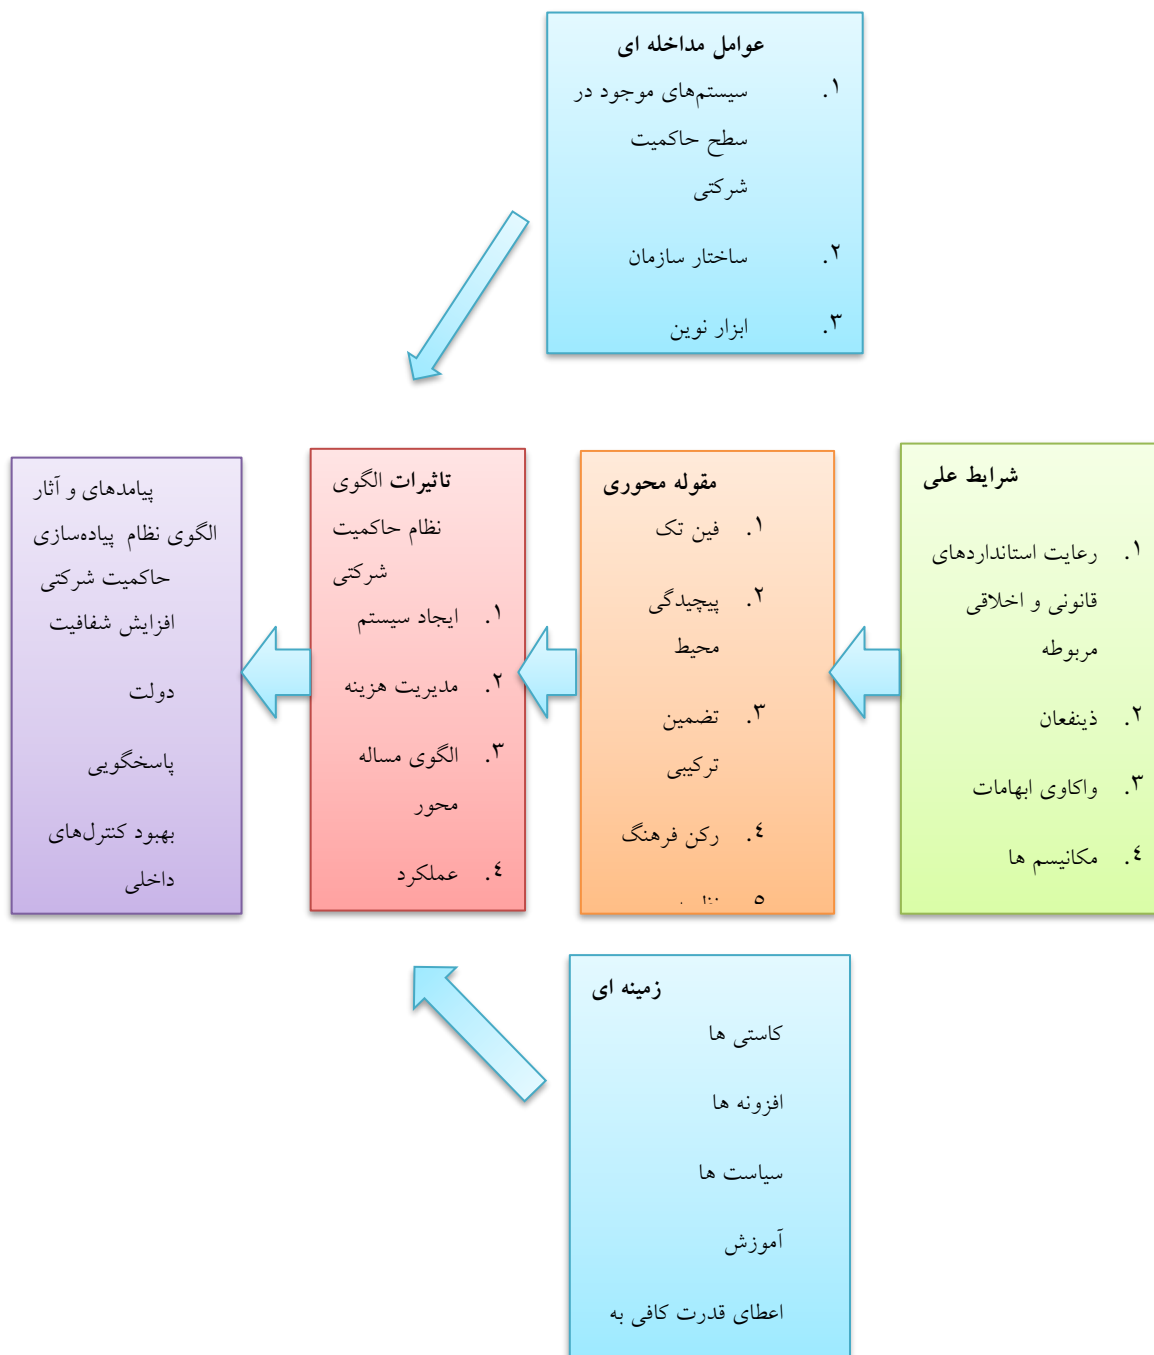 عوامل مداخله ای
۱. سیستم‌های موجود در
سطح حاکمیت
شرکتی
۲. ساختار سازمان
۳. ابزار نوین
شرایط علی
۱. رعایت استانداردهای
قانونی و اخلاقی
مربوطه
۲. ذینفعان
۳. واکاوی ابهامات
۴. مکانیسم ها
مقوله محوری
۱. فین تک
۲. پیچیدگی
محیط
۳. تضمین
ترکیبی
۴. رکن فرهنگ
۵.
تاثیرات الگوی
نظام حاکمیت
شرکتی
۱. ایجاد سیستم
۲. مدیریت هزینه
۳. الگوی مساله
محور
۴. عملکرد
پیامدهای و آثار
الگوی نظام پیاده‌سازی
حاکمیت شرکتی
افزایش شفافیت
دولت
پاسخگویی
بهبود کنترل‌های
داخلی
زمینه ای
کاستی ها
افزونه ها
سیاست ها
آموزش
اعطای قدرت کافی به